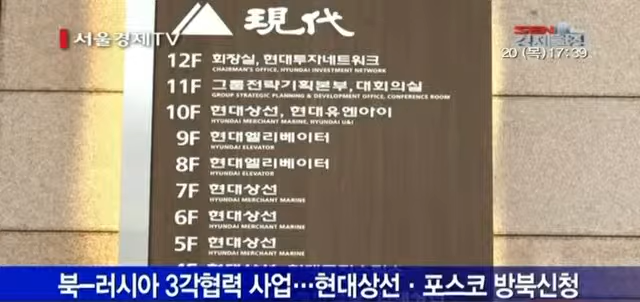 서울경제TV
SEN
경제클립
20 (목) 17:39
現代
12F 회장실, 현대투자네트워크
CHAIRMAN'S OFFICE, HYUNDAI INVESTMENT NETWORK
11F 그룹전략기획본부, 대회의실
GROUP STRATEGIC PLANNING & DEVELOPMENT OFFICE, CONFERENCE ROOM
10F 현대상선, 현대유엔아이
HYUNDAI MERCHANT MARINE, HYUNDAI U&I
9F 현대엘리베이터
HYUNDAI ELEVATOR
8F 현대엘리베이터
HYUNDAI ELEVATOR
7F 현대상선
HYUNDAI MERCHANT MARINE
6F 현대상선
HYUNDAI MERCHANT MARINE
5F 현대상선
HYUNDAI MERCHANT MARINE
북-러시아 3각협력 사업…현대상선·포스코 방북신청